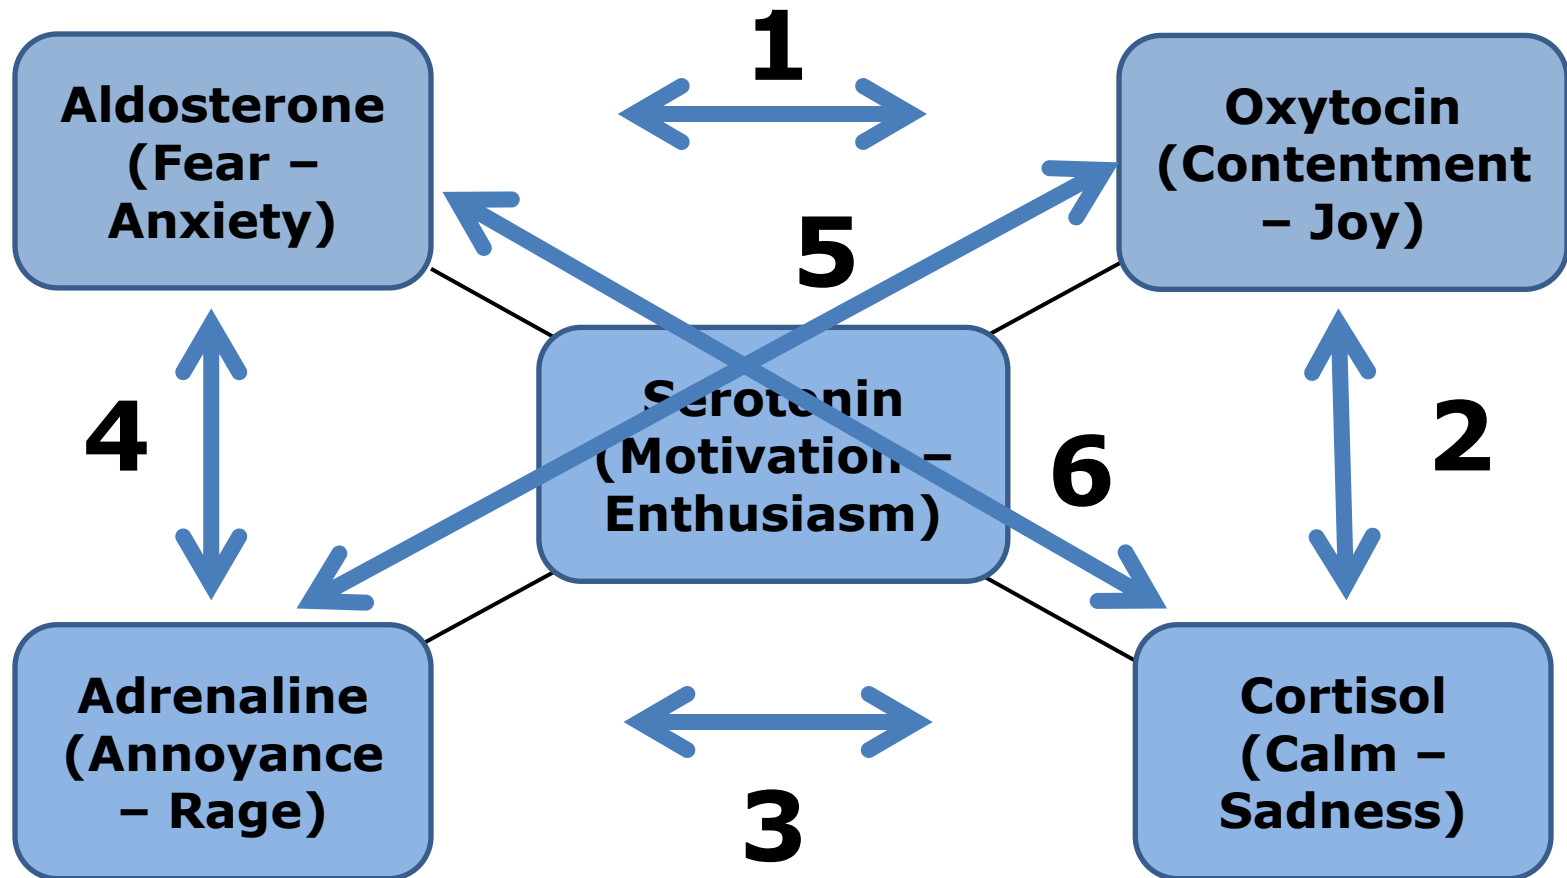 1
Aldosterone
(Fear –
Anxiety)
Oxytocin
(Contentment
– Joy)
5
4
Serotonin
(Motivation –
Enthusiasm)
6
2
Adrenaline
(Annoyance
– Rage)
3
Cortisol
(Calm –
Sadness)